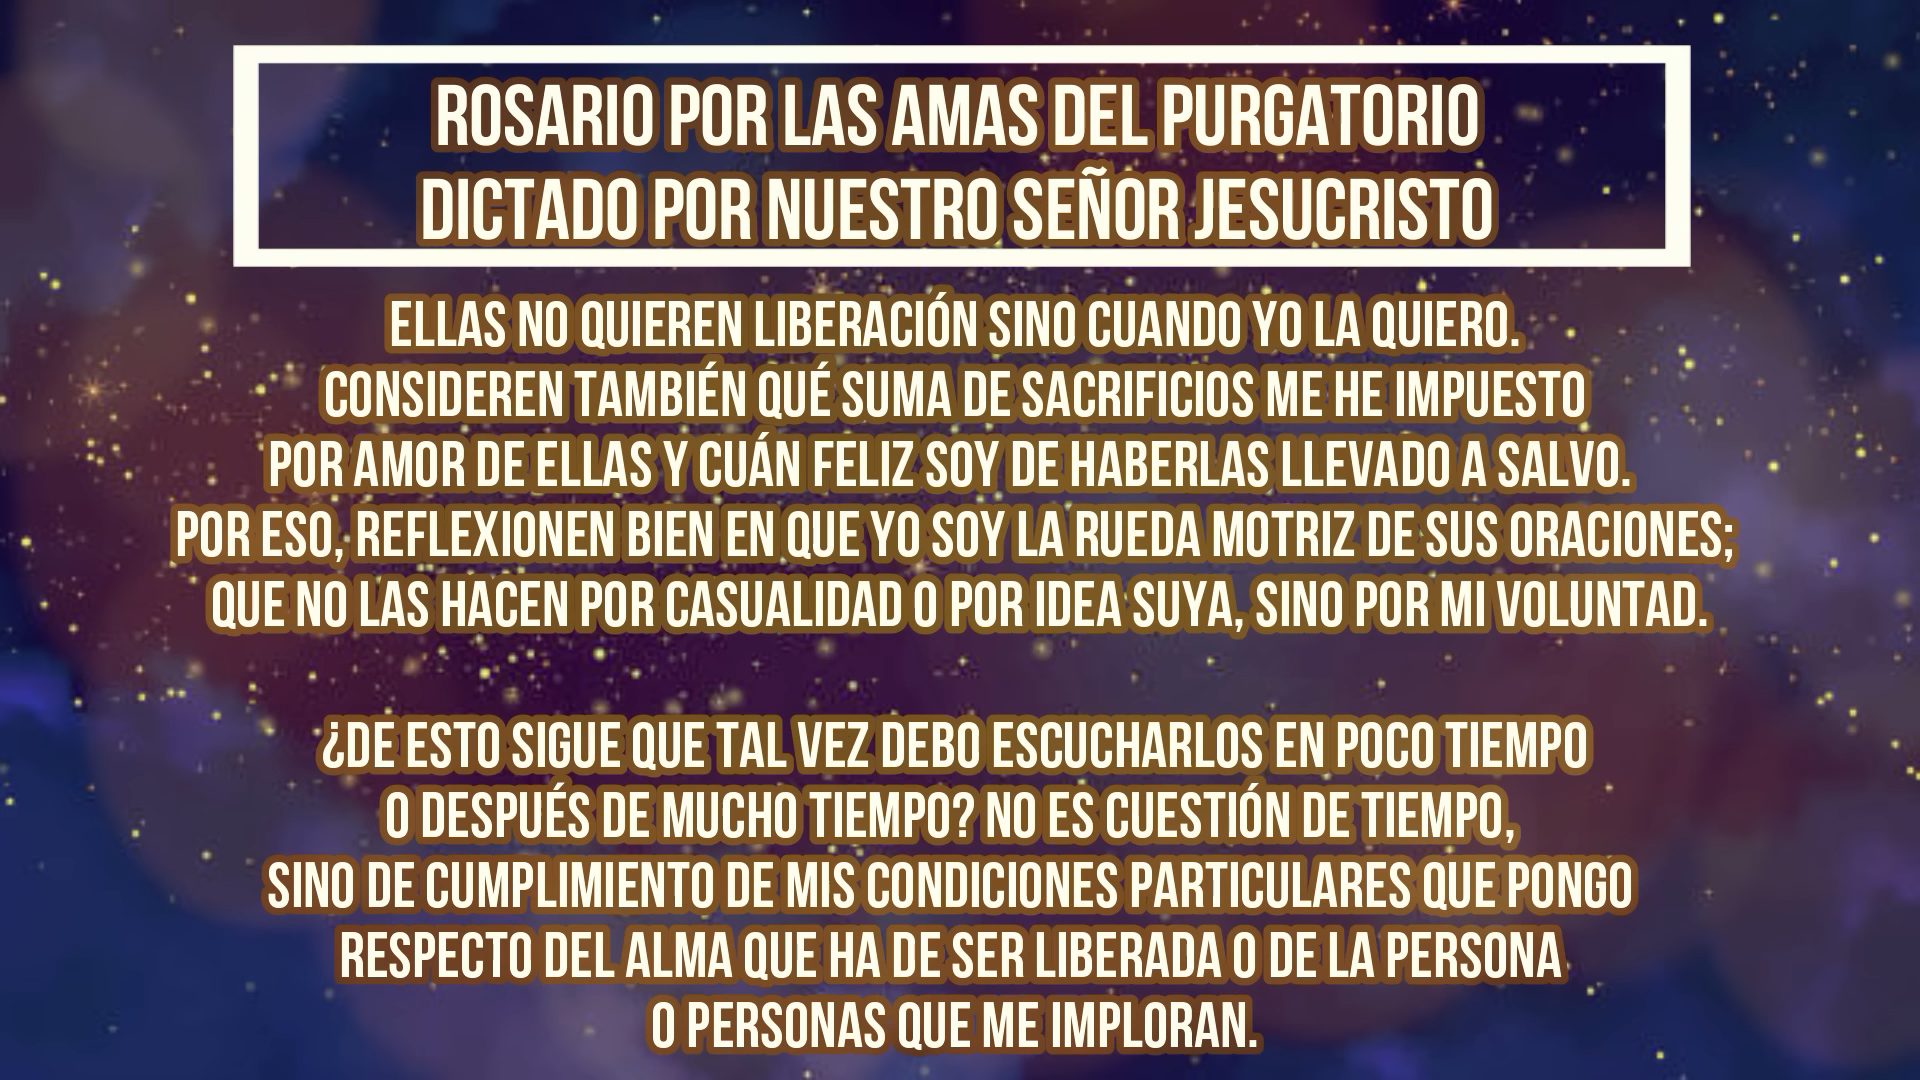 ROSARIO POR LAS AMAS DEL PURGATORIO
DICTADO POR NUESTRO SEÑOR JESUCRISTO
ELLAS NO QUIEREN LIBERACIÓN SINO CUANDO YO LA QUIERO.
CONSIDEREN TAMBIÉN QUÉ SUMA DE SACRIFICIOS ME HE IMPUESTO
POR AMOR DE ELLAS Y CUÁN FELIZ SOY DE HABERLAS LLEVADO A SALVO.
POR ESO, REFLEXIONEN BIEN EN QUE YO SOY LA RUEDA MOTRIZ DE SUS ORACIONES;
QUE NO LAS HACEN POR CASUALIDAD O POR IDEA SUYA, SINO POR MI VOLUNTAD.
¿DE ESTO SIGUE QUE TAL VEZ DEBO ESCUCHARLOS EN POCO TIEMPO
O DESPUÉS DE MUCHO TIEMPO? NO ES CUESTIÓN DE TIEMPO,
SINO DE CUMPLIMIENTO DE MIS CONDICIONES PARTICULARES QUE PONGO
RESPECTO DEL ALMA QUE HA DE SER LIBERADA O DE LA PERSONA
O PERSONAS QUE ME IMPLORAN.